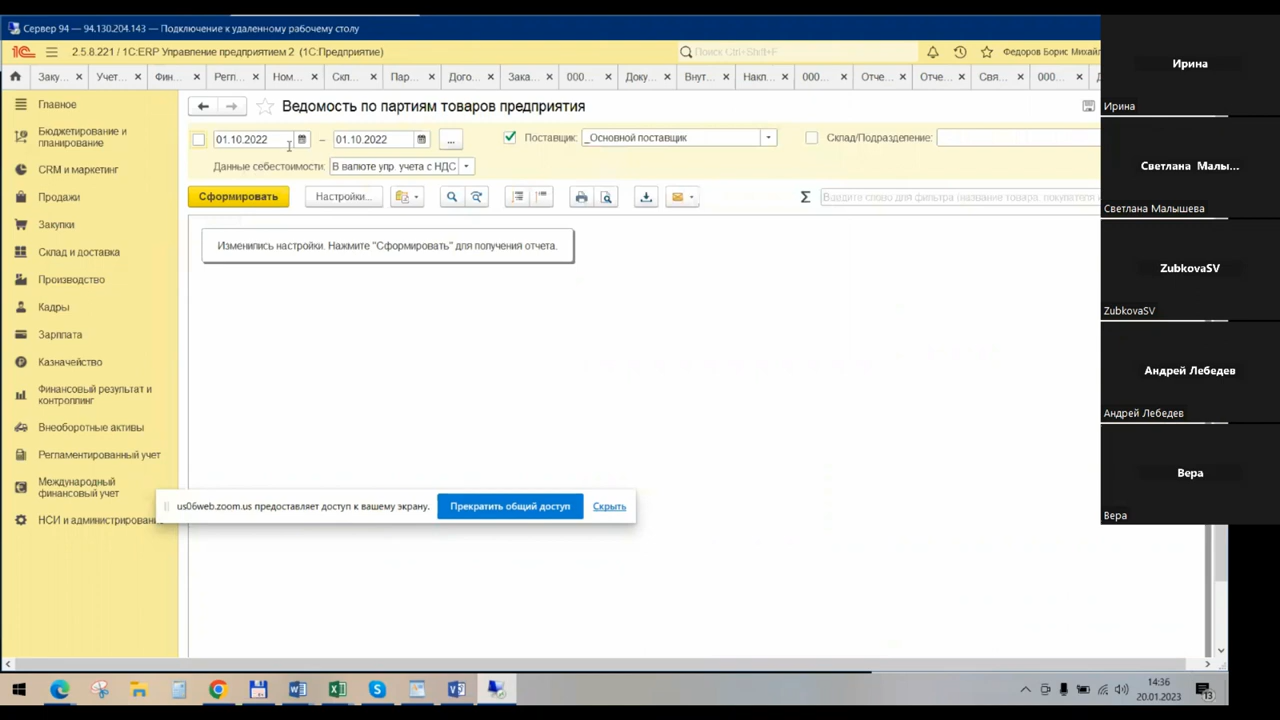 Сервер 94 — 94.130.204.143 — Подключение к удаленному рабочему столу
2.5.8.221 / 1С:ERP Управление предприятием 2 (1С:Предприятие)
Поиск Ctrl+Shift+F
Федоров Борис Михайл
Заку...
Учет...
Фин...
Регл...
Ном...
Скл...
Пар...
Дого...
Зака...
000...
Доку...
Внут...
Накл...
000...
Отче...
Отче...
Свя...
000...
Главное
Бюджетирование и
планирование
CRM и маркетинг
Продажи
Закупки
Склад и доставка
Производство
Кадры
Зарплата
Казначейство
Финансовый результат и
контроллинг
Внеоборотные активы
Регламентированный учет
Международный
финансовый учет
НСИ и администрирован
Ведомость по партиям товаров предприятия
01.10.2022 – 01.10.2022 ...
Поставщик: _Основной поставщик
Склад/Подразделение:
Данные себестоимости: В валюте упр. учета с НДС
Сформировать
Настройки...
Σ
Введите слово для фильтра (название товара, покупателя и
Изменились настройки. Нажмите "Сформировать" для получения отчета.
us06web.zoom.us предоставляет доступ к вашему экрану.
Прекратить общий доступ
Скрыть
Ирина
Ирина
Светлана Малы...
Светлана Малышева
ZubkovaSV
ZubkovaSV
Андрей Лебедев
Андрей Лебедев
Вера
Вера
14:36
20.01.2023
13